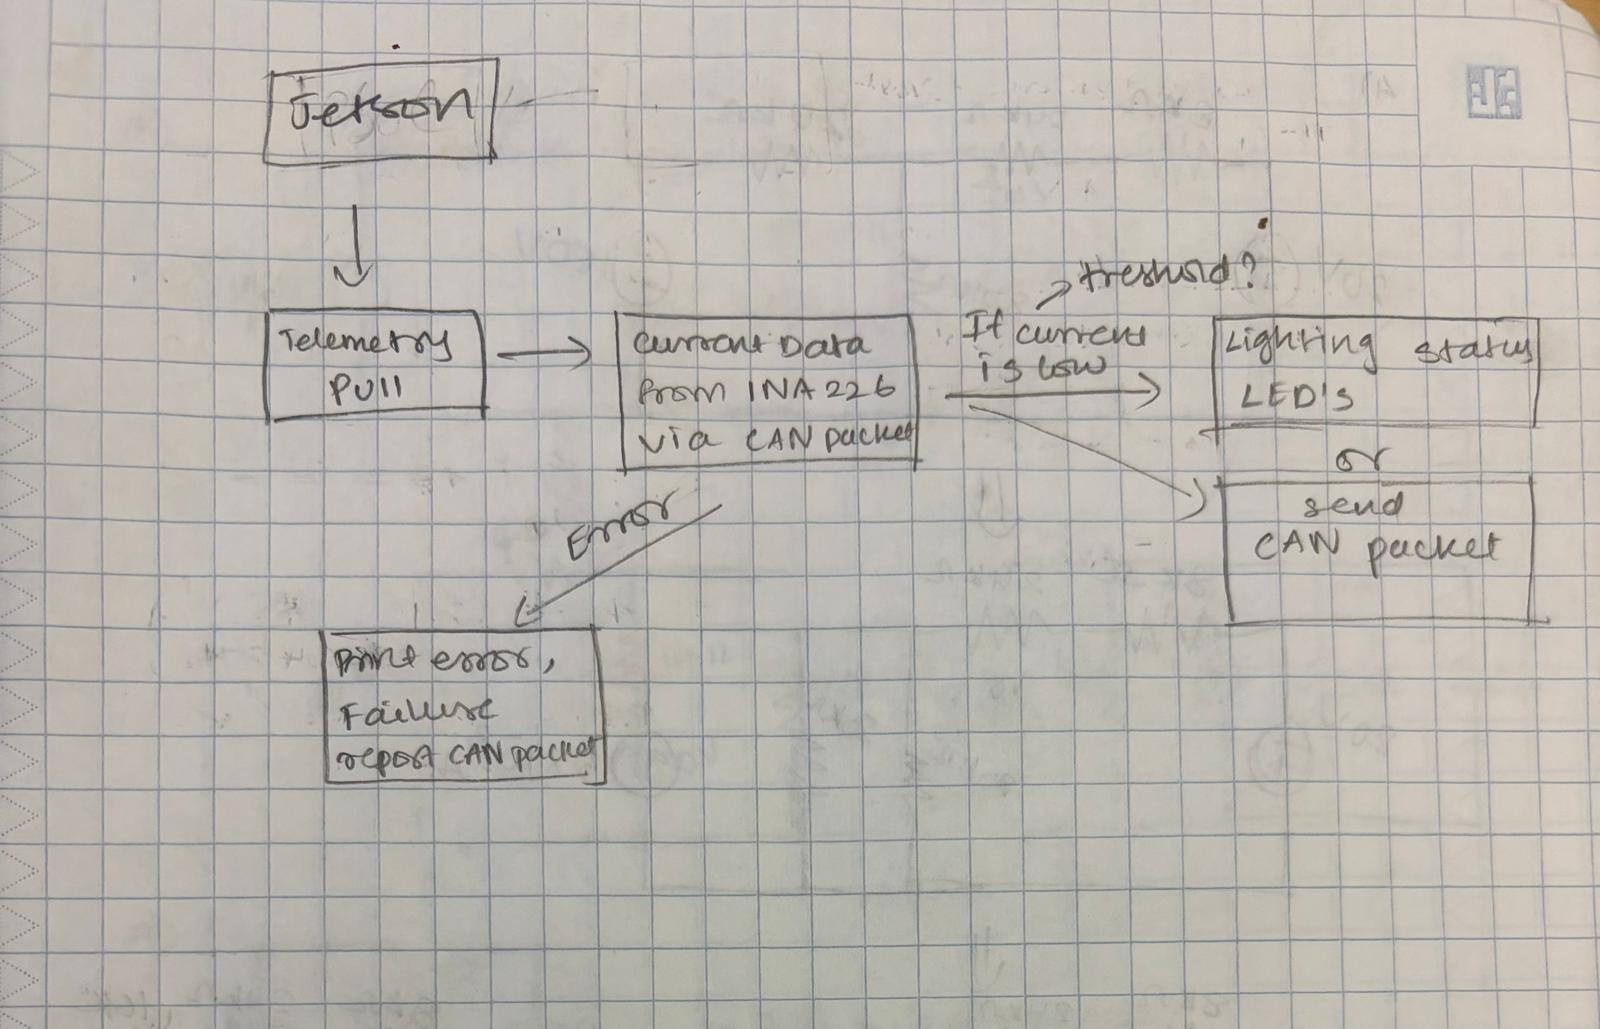 Jetson
Telemetry
Pull
Current Data
from INA226
via CAN packet
If current
is low
treshold?
Lighting status
LED's
or
send
CAN packet
Error
Print error,
Failure
report CAN packet